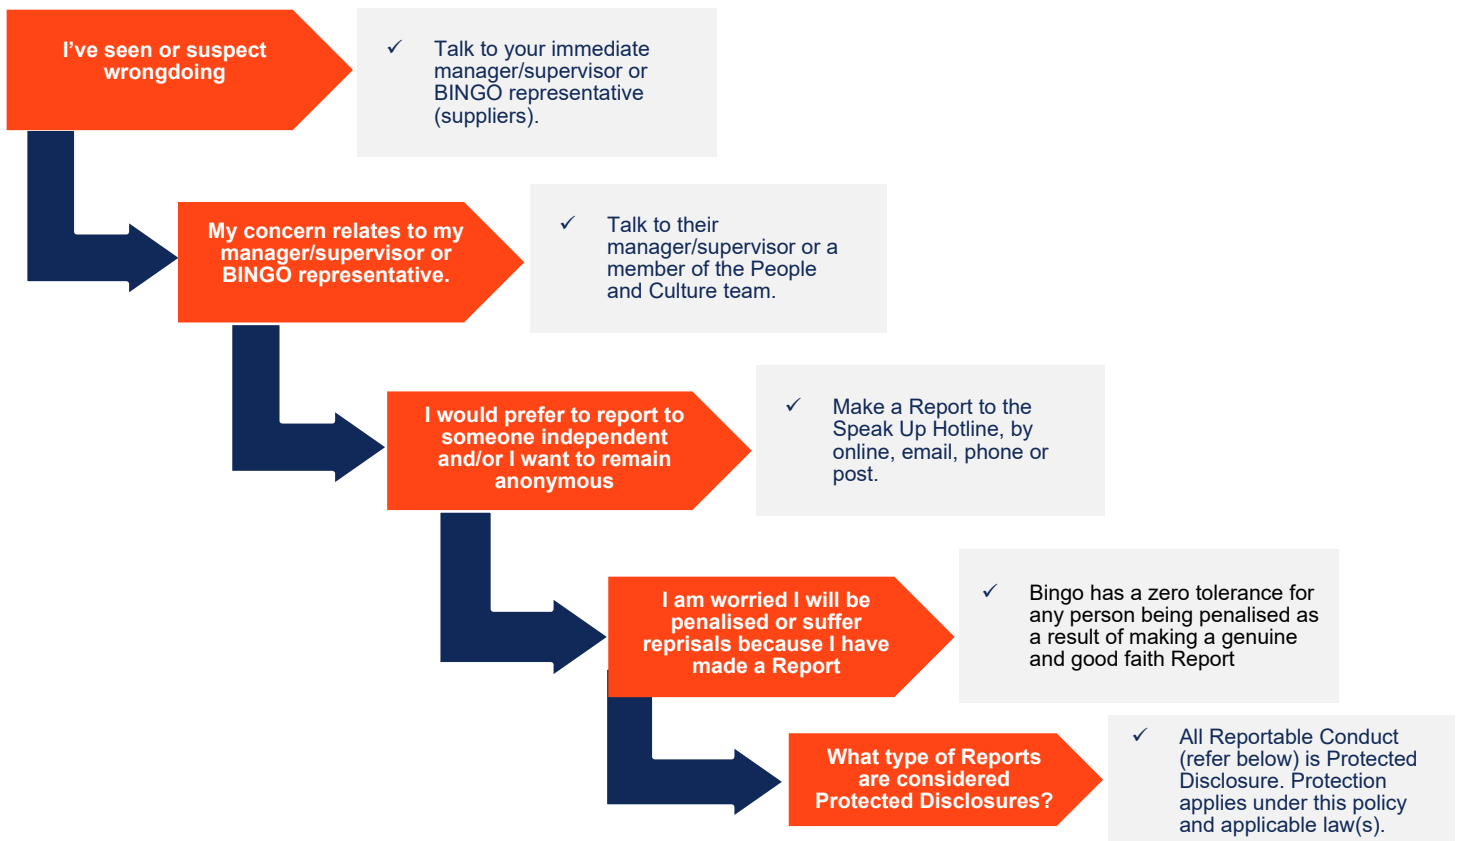 I’ve seen or suspect
wrongdoing
✓ Talk to your immediate
manager/supervisor or
BINGO representative
(suppliers).
My concern relates to my
manager/supervisor or
BINGO representative.
✓ Talk to their
manager/supervisor or a
member of the People
and Culture team.
I would prefer to report to
someone independent
and/or I want to remain
anonymous
✓ Make a Report to the
Speak Up Hotline, by
online, email, phone or
post.
I am worried I will be
penalised or suffer
reprisals because I have
made a Report
✓ Bingo has a zero tolerance for
any person being penalised as
a result of making a genuine
and good faith Report
What type of Reports
are considered
Protected Disclosures?
✓ All Reportable Conduct
(refer below) is Protected
Disclosure. Protection
applies under this policy
and applicable law(s).